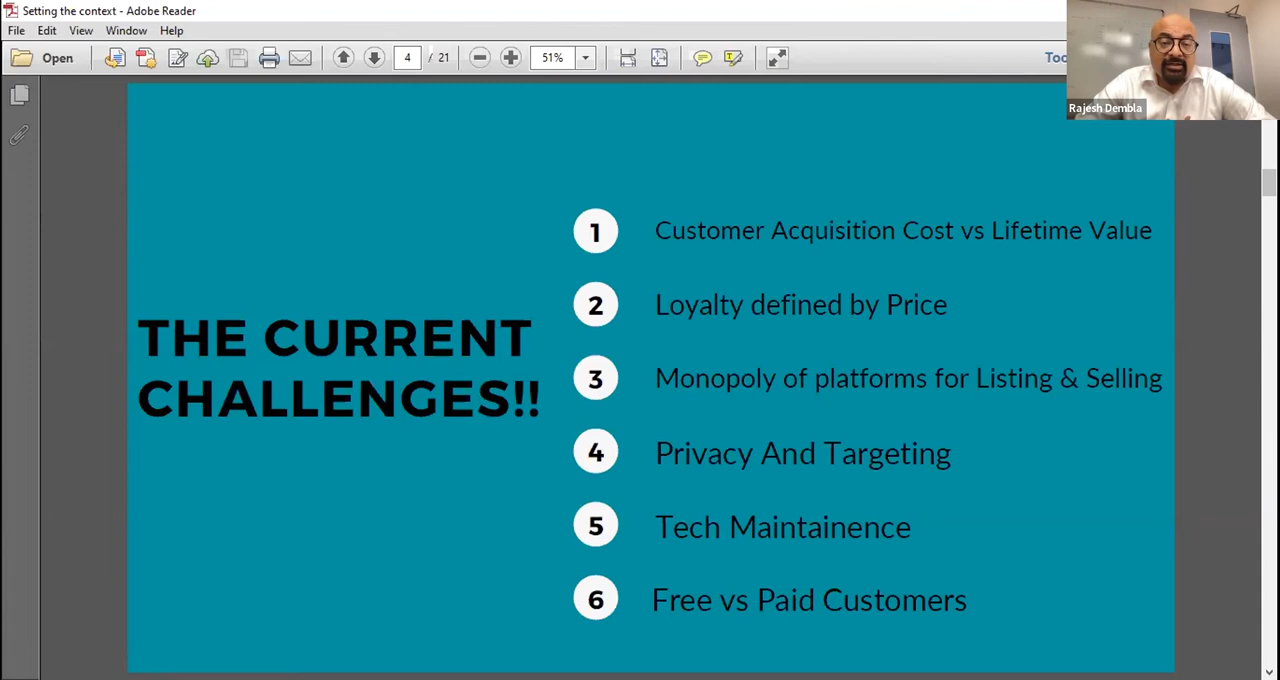 Setting the context - Adobe Reader
File Edit View Window Help
Open 4 / 21 51% Too
Rajesh Dembla
THE CURRENT
CHALLENGES!!
1 Customer Acquisition Cost vs Lifetime Value
2 Loyalty defined by Price
3 Monopoly of platforms for Listing & Selling
4 Privacy And Targeting
5 Tech Maintainence
6 Free vs Paid Customers